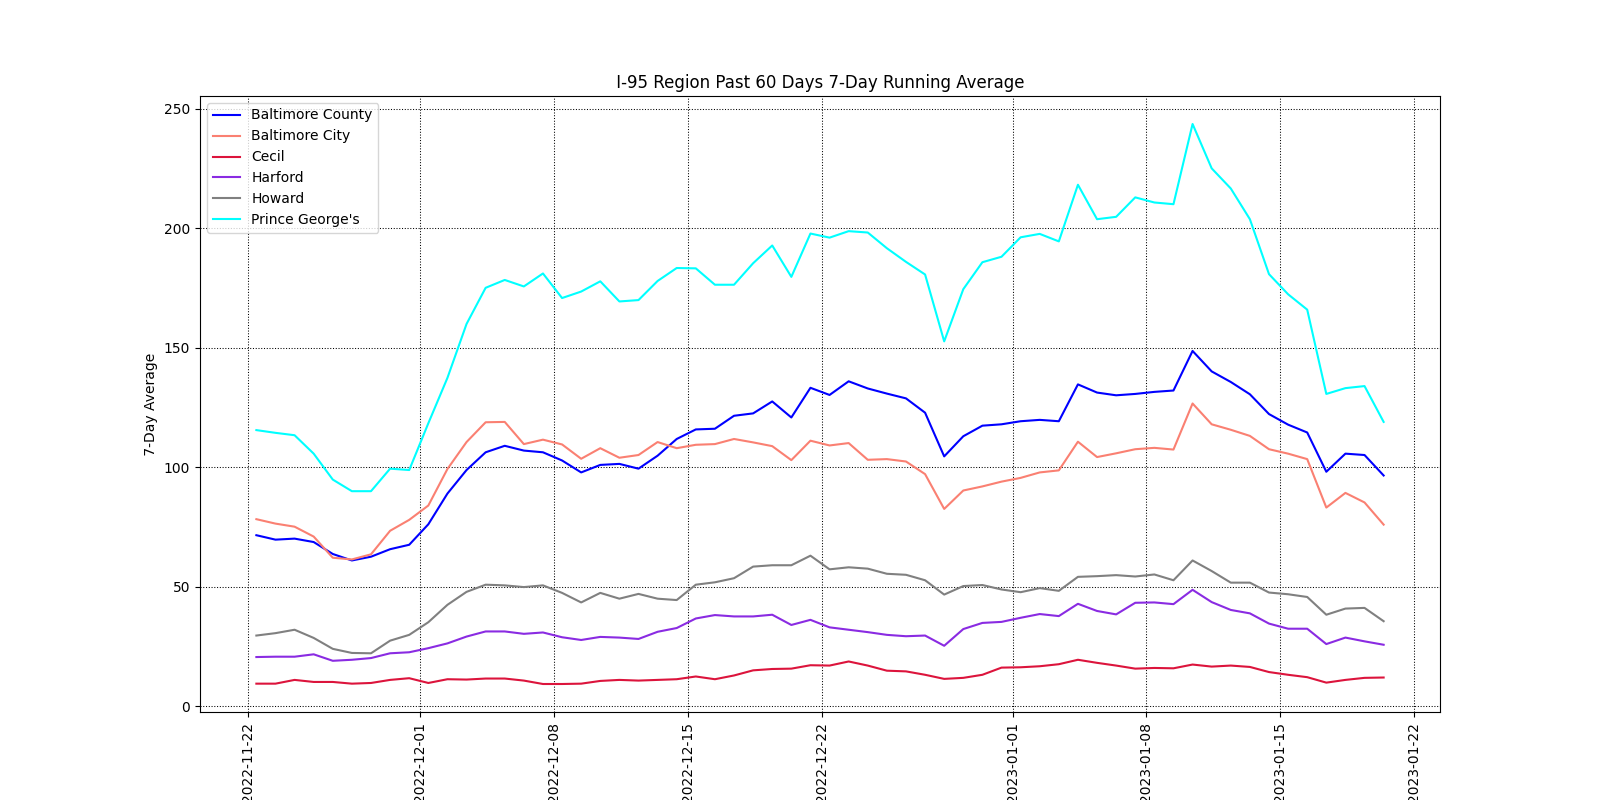 I-95 Region Past 60 Days 7-Day Running Average
250
200
150
100
50
0
7-Day Average
Baltimore County
Baltimore City
Cecil
Harford
Howard
Prince George's
2022-11-22
2022-12-01
2022-12-08
2022-12-15
2022-12-22
2023-01-01
2023-01-08
2023-01-15
2023-01-22